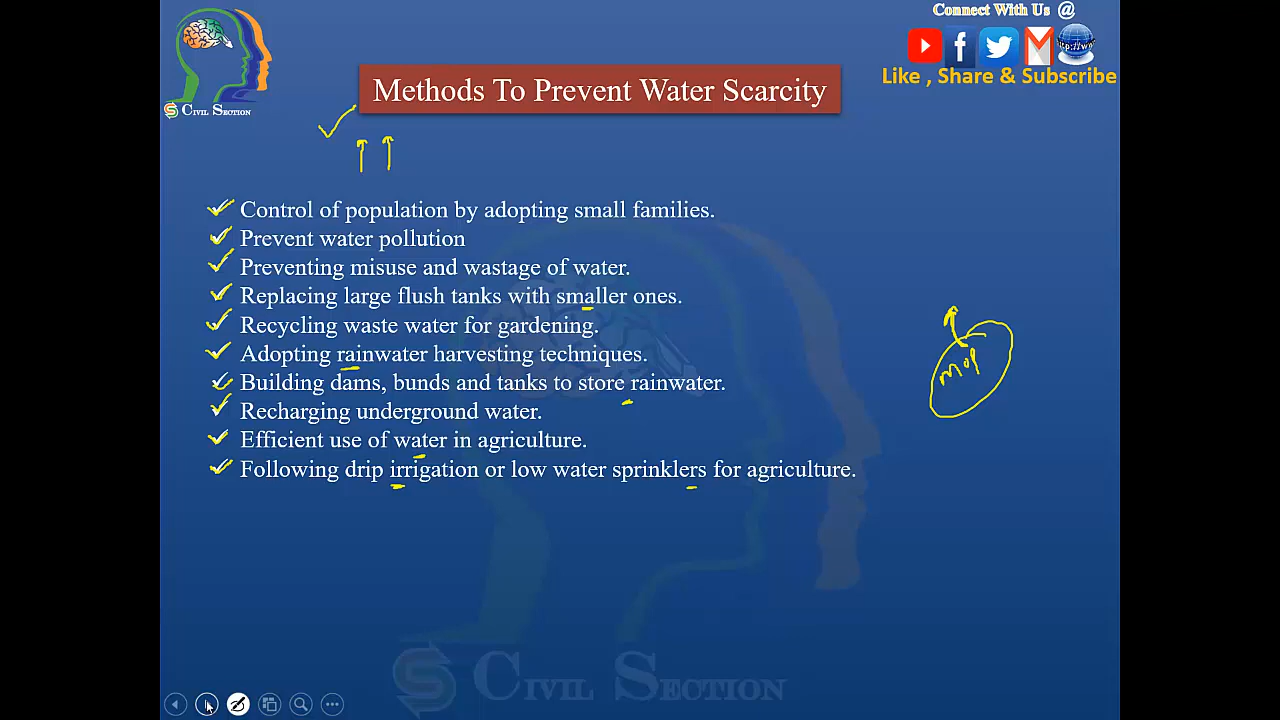 Connect With Us @
http://ww
Like , Share & Subscribe
CIVIL SECTION
Methods To Prevent Water Scarcity
Control of population by adopting small families.
Prevent water pollution
Preventing misuse and wastage of water.
Replacing large flush tanks with smaller ones.
Recycling waste water for gardening.
Adopting rainwater harvesting techniques.
Building dams, bunds and tanks to store rainwater.
Recharging underground water.
Efficient use of water in agriculture.
Following drip irrigation or low water sprinklers for agriculture.
CIVIL SECTION